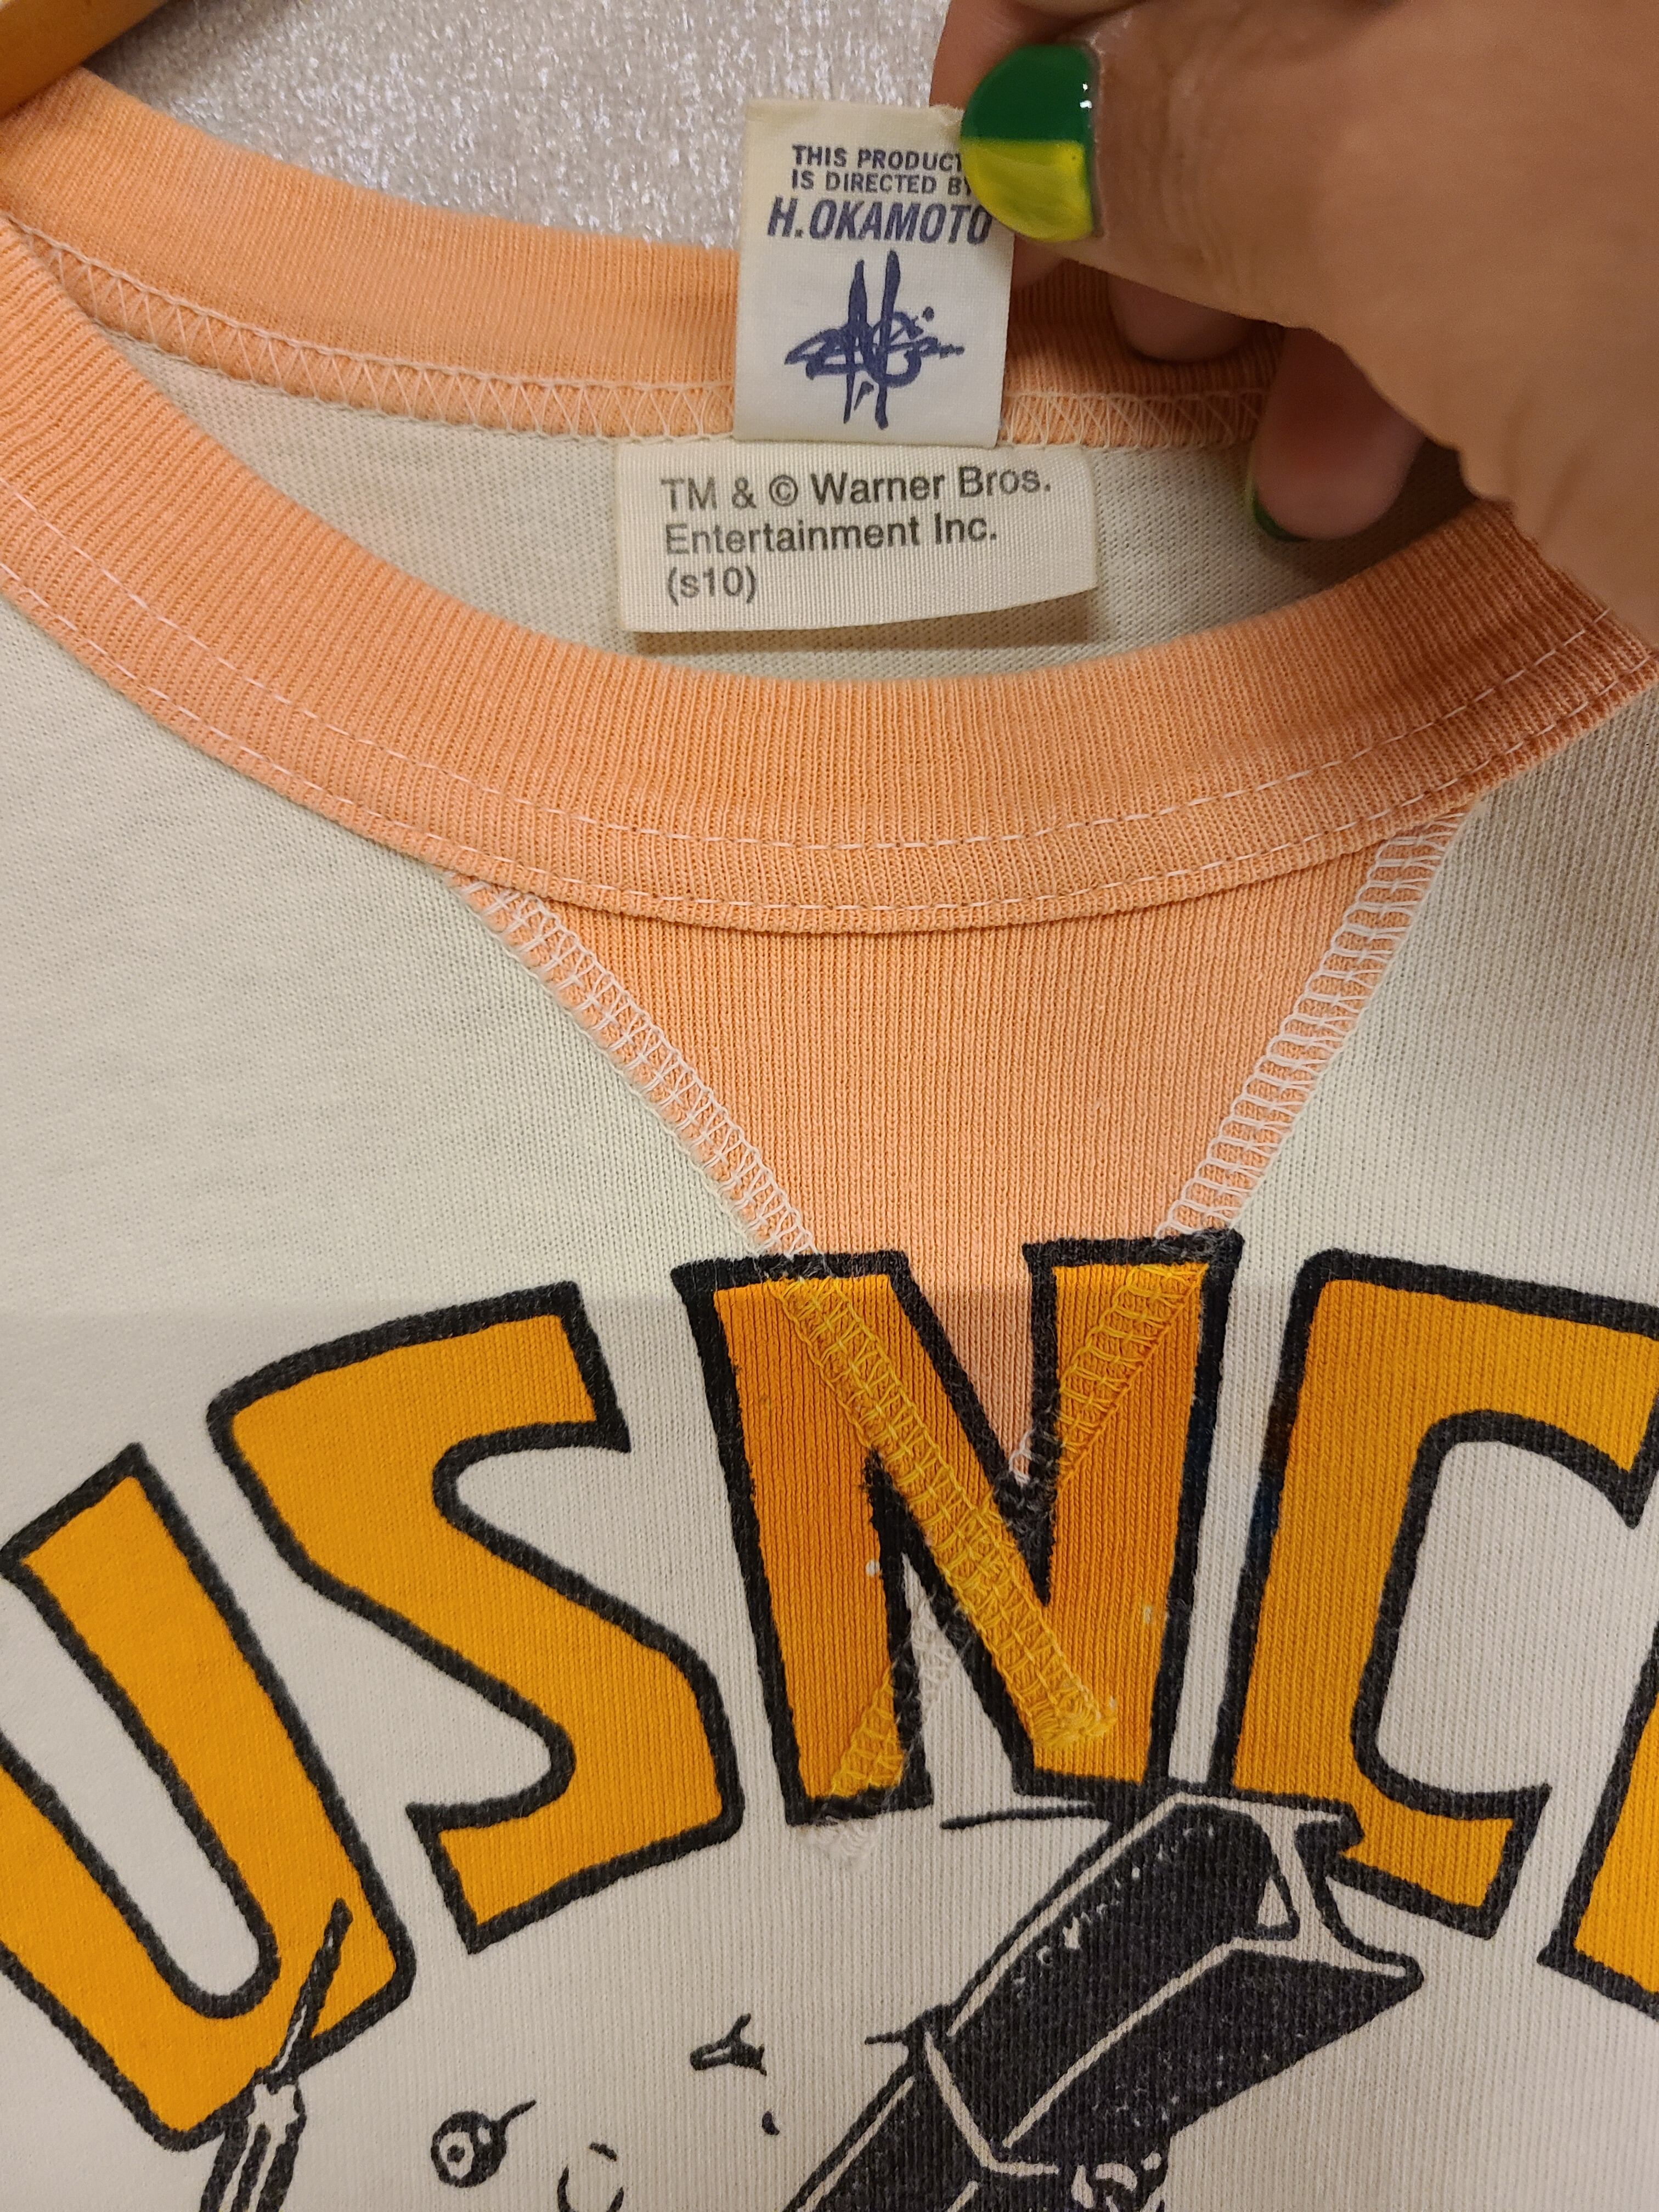 THIS PRODUCT
IS DIRECTED BY
H.OKAMOTO
TM & © Warner Bros.
Entertainment Inc.
(s10)
USNC